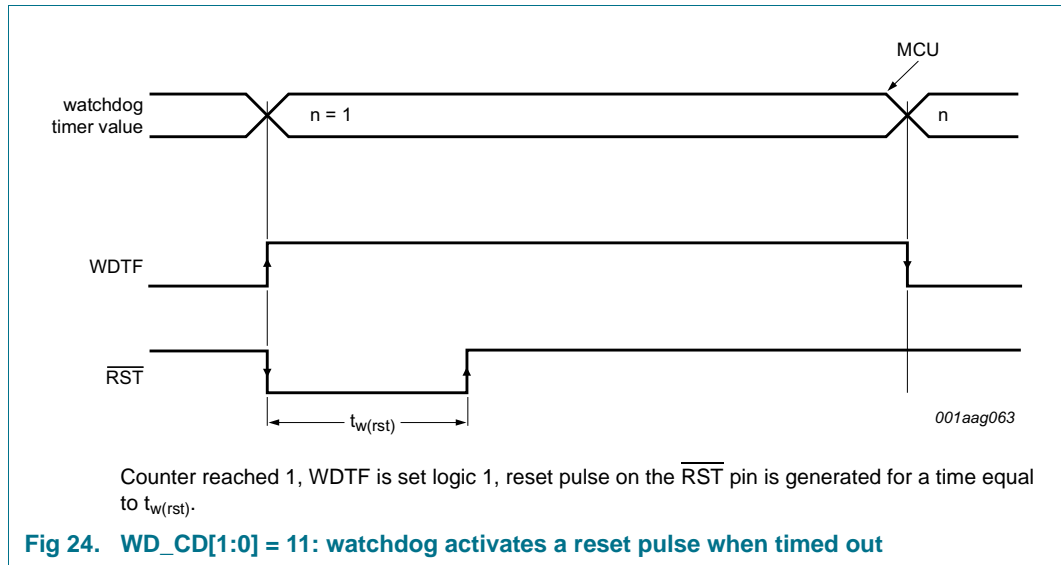 MCU
watchdog
timer value
n = 1
n
WDTF
RST
tw(rst)
001aag063
Counter reached 1, WDTF is set logic 1, reset pulse on the RST pin is generated for a time equal
to tw(rst).
Fig 24. WD_CD[1:0] = 11: watchdog activates a reset pulse when timed out